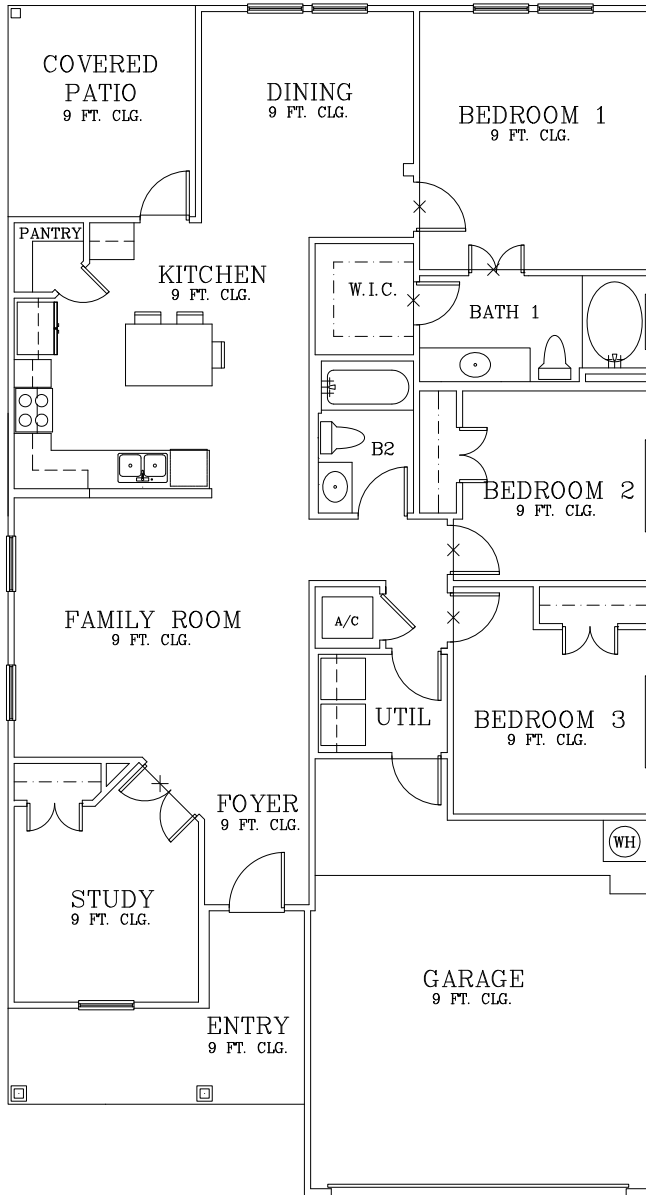 COVERED
PATIO
9 FT. CLG.
DINING
9 FT. CLG.
BEDROOM 1
9 FT. CLG.
PANTRY
KITCHEN
9 FT. CLG.
W.I.C.
BATH 1
B2
BEDROOM 2
9 FT. CLG.
FAMILY ROOM
9 FT. CLG.
A/C
UTIL
BEDROOM 3
9 FT. CLG.
FOYER
9 FT. CLG.
WH
STUDY
9 FT. CLG.
GARAGE
9 FT. CLG.
ENTRY
9 FT. CLG.